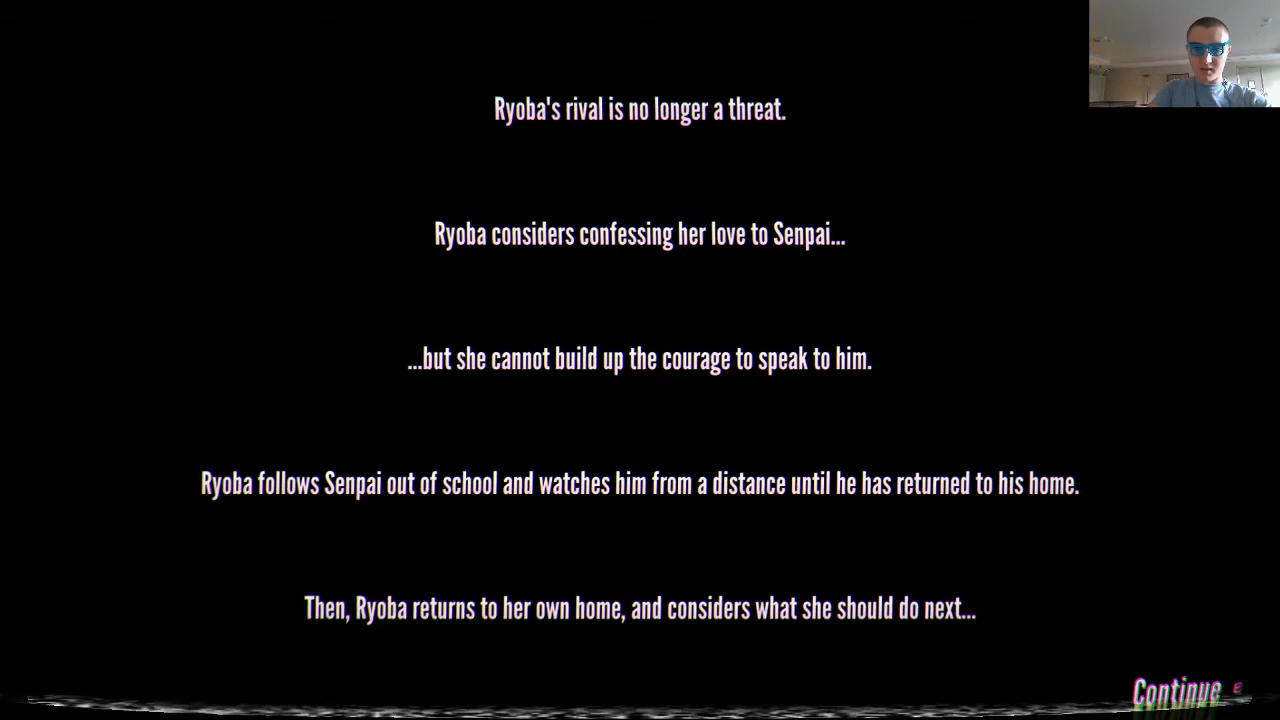 Ryoba's rival is no longer a threat.
Ryoba considers confessing her love to Senpai...
...but she cannot build up the courage to speak to him.
Ryoba follows Senpai out of school and watches him from a distance until he has returned to his home.
Then, Ryoba returns to her own home, and considers what she should do next...
Continue E